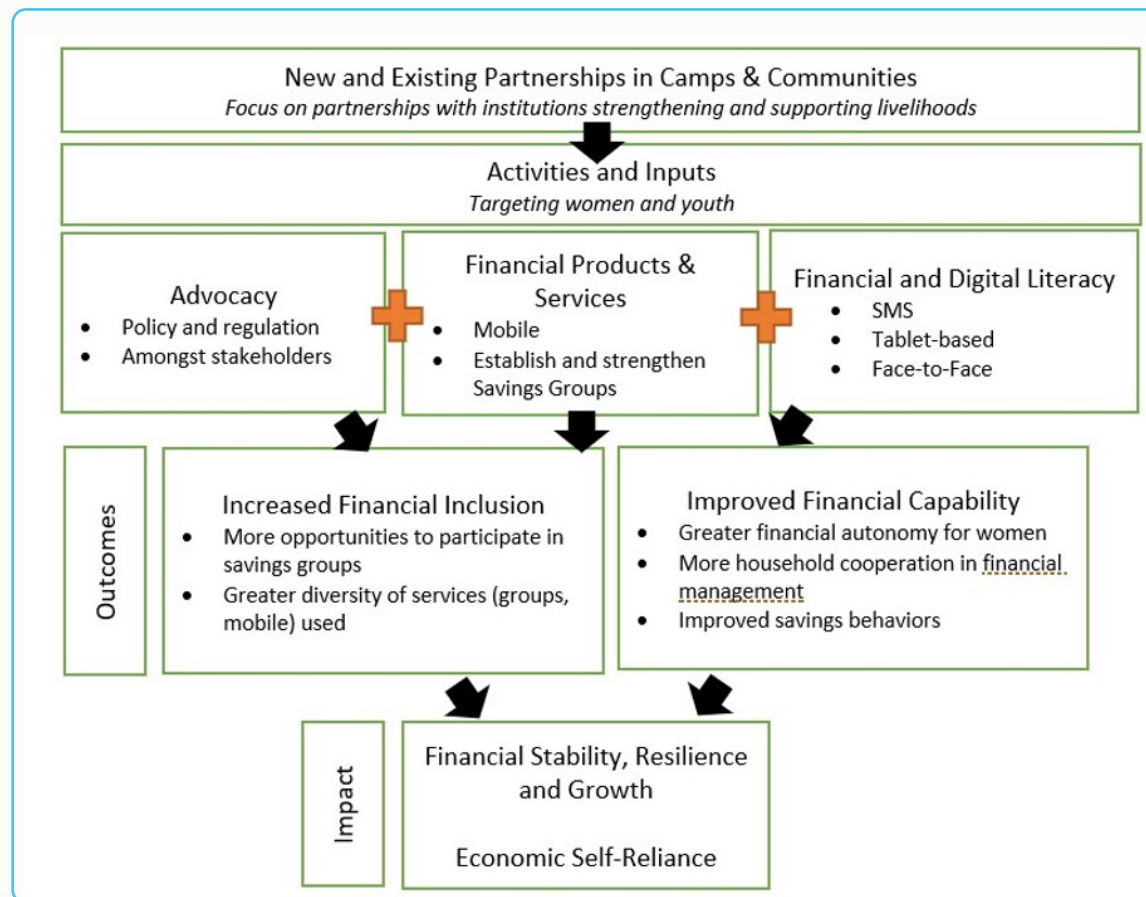 New and Existing Partnerships in Camps & Communities
Focus on partnerships with institutions strengthening and supporting livelihoods
Activities and Inputs
Targeting women and youth
Advocacy
• Policy and regulation
• Amongst stakeholders
Financial Products &
Services
• Mobile
• Establish and strengthen
Savings Groups
Financial and Digital Literacy
• SMS
• Tablet-based
• Face-to-Face
Outcomes
Increased Financial Inclusion
• More opportunities to participate in
savings groups
• Greater diversity of services (groups,
mobile) used
Improved Financial Capability
• Greater financial autonomy for women
• More household cooperation in financial
management
• Improved savings behaviors
Impact
Financial Stability, Resilience
and Growth
Economic Self-Reliance